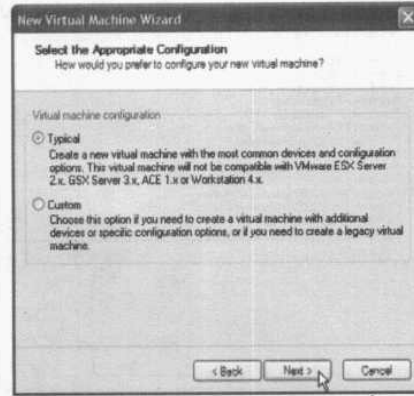 New Virtual Machine Wizard
Select the Appropriate Configuration
How would you prefer to configure your new virtual machine?
Virtual machine configuration
Typical
Create a new virtual machine with the most common devices and configuration
options. This virtual machine will not be compatible with VMware ESX Server
2.x, GSX Server 3.x, ACE 1.x or Workstation 4.x.
Custom
Choose this option if you need to create a virtual machine with additional
devices or specific configuration options, or if you need to create a legacy virtual
machine.
< Back Next > Cancel